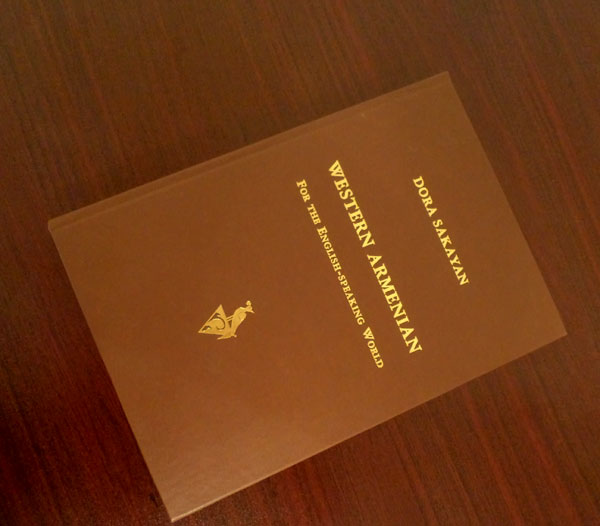 DORA SAKAYAN
WESTERN ARMENIAN
FOR THE ENGLISH-SPEAKING WORLD